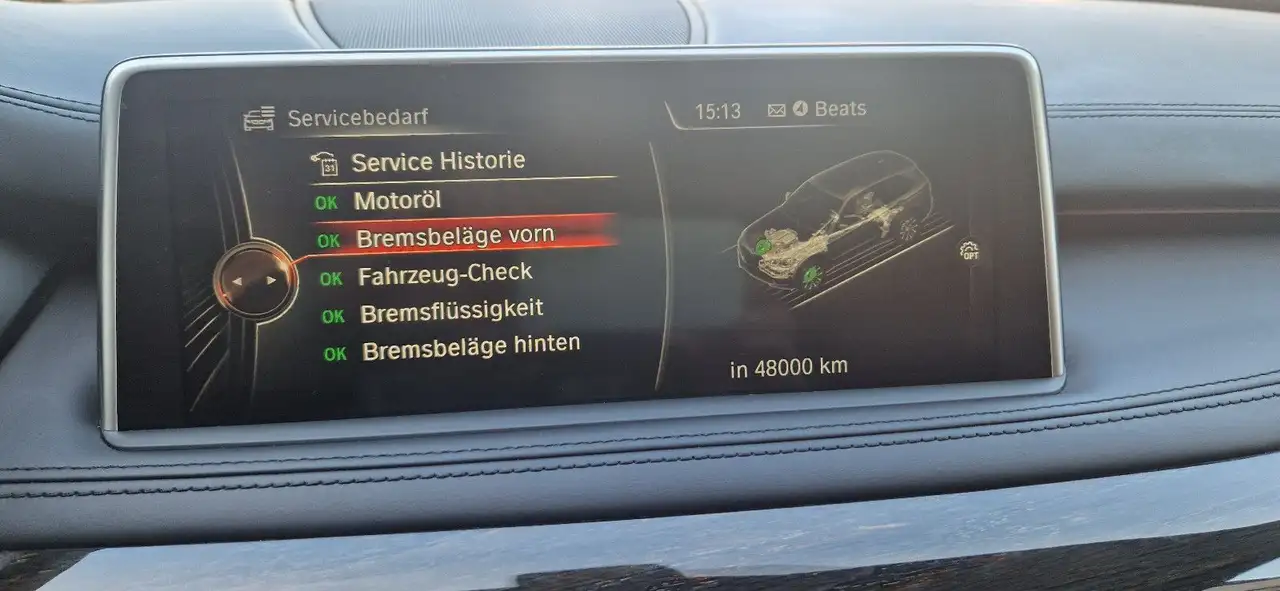 Servicebedarf
15:13 Beats
31 Service Historie
OK Motoröl
OK Bremsbeläge vorn
OK Fahrzeug-Check
OK Bremsflüssigkeit
OK Bremsbeläge hinten
OPT
in 48000 km